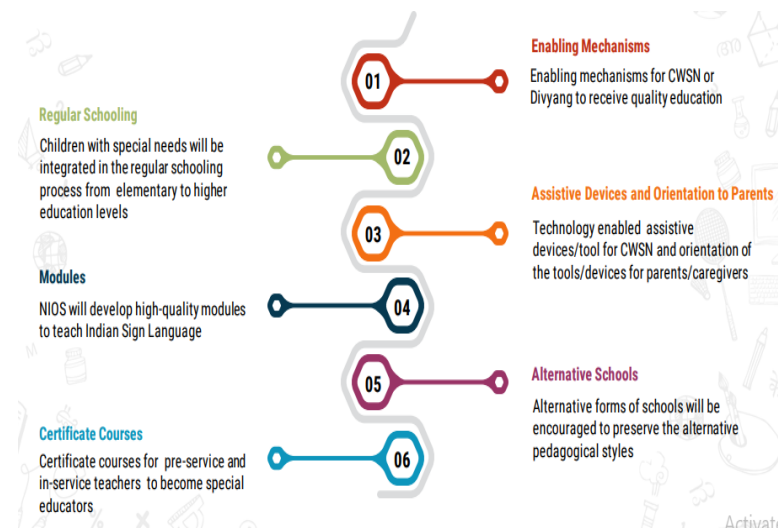 01
Enabling Mechanisms
Enabling mechanisms for CWSN or
Divyang to receive quality education
Regular Schooling
Children with special needs will be
integrated in the regular schooling
process from elementary to higher
education levels
02
03
Assistive Devices and Orientation to Parents
Technology enabled assistive
devices/tool for CWSN and orientation of
the tools/devices for parents/caregivers
Modules
NIOS will develop high-quality modules
to teach Indian Sign Language
04
05
Alternative Schools
Alternative forms of schools will be
encouraged to preserve the alternative
pedagogical styles
Certificate Courses
Certificate courses for pre-service and
in-service teachers to become special
educators
06
Activat